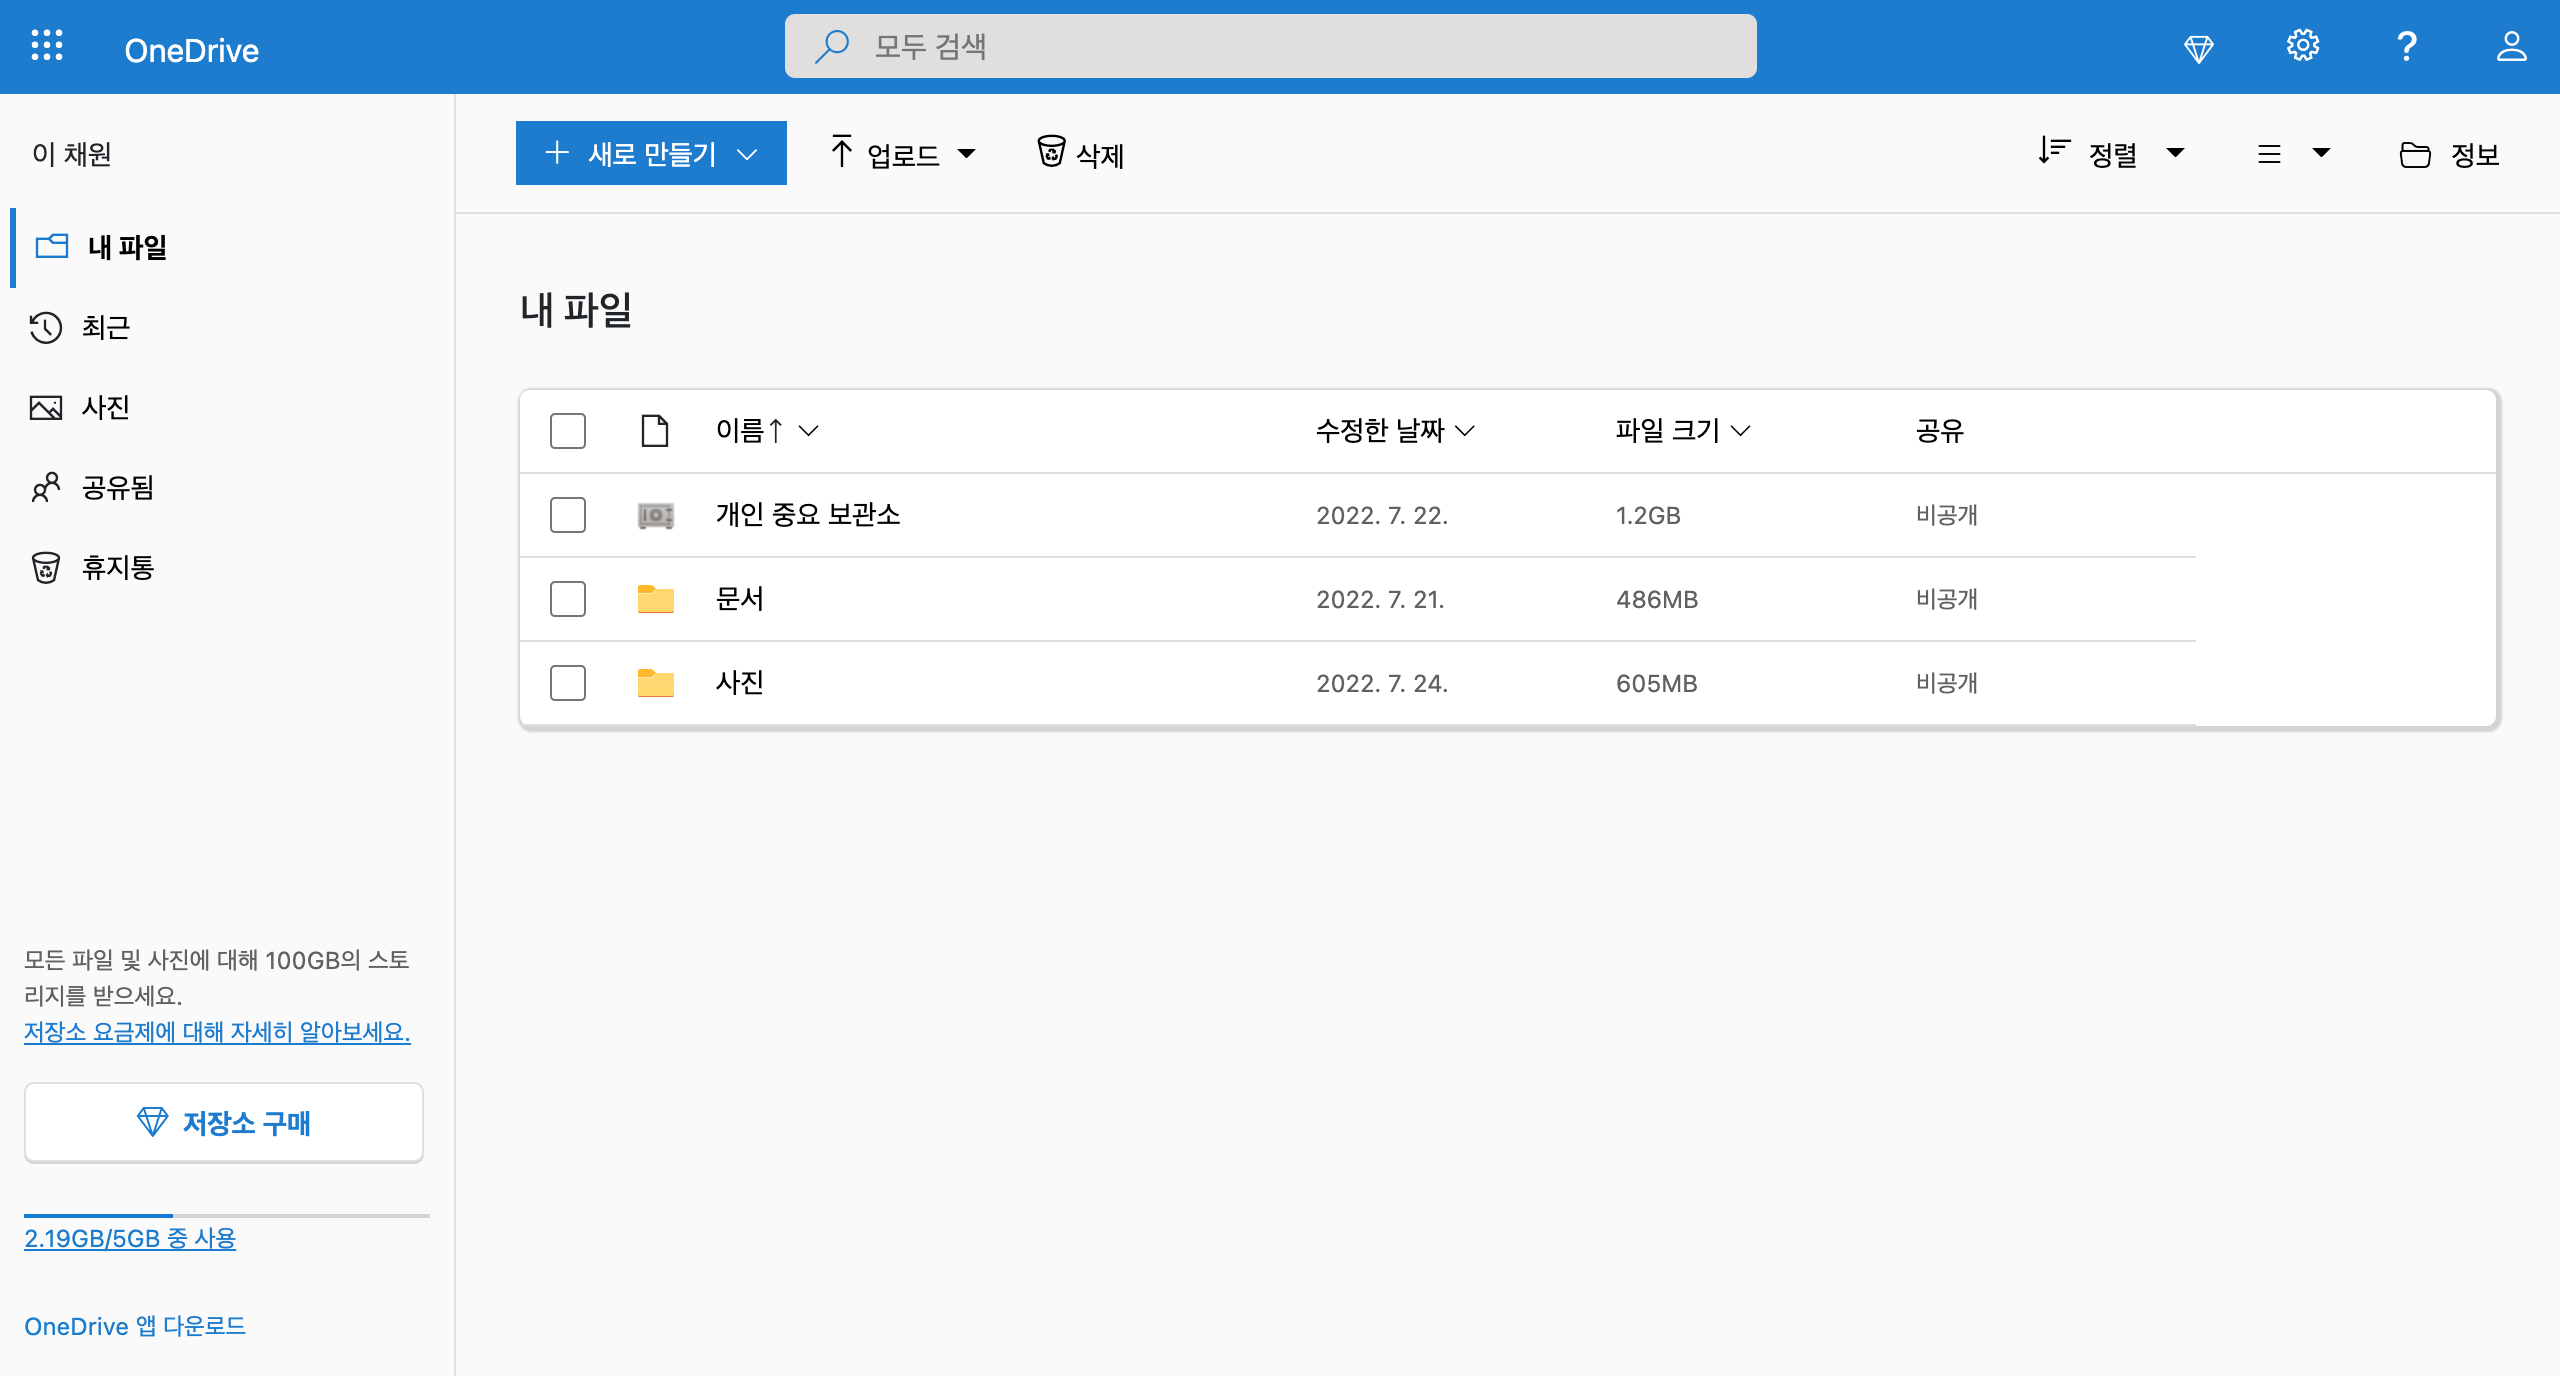 OneDrive
모두 검색
이 채원
내 파일
최근
사진
공유됨
휴지통
모든 파일 및 사진에 대해 100GB의 스토
리지를 받으세요.
저장소 요금제에 대해 자세히 알아보세요.
저장소 구매
2.19GB/5GB 중 사용
OneDrive 앱 다운로드
새로 만들기 업로드 삭제 정렬 정보
내 파일
이름↑ 수정한 날짜 파일 크기 공유
개인 중요 보관소 2022. 7. 22. 1.2GB 비공개
문서 2022. 7. 21. 486MB 비공개
사진 2022. 7. 24. 605MB 비공개